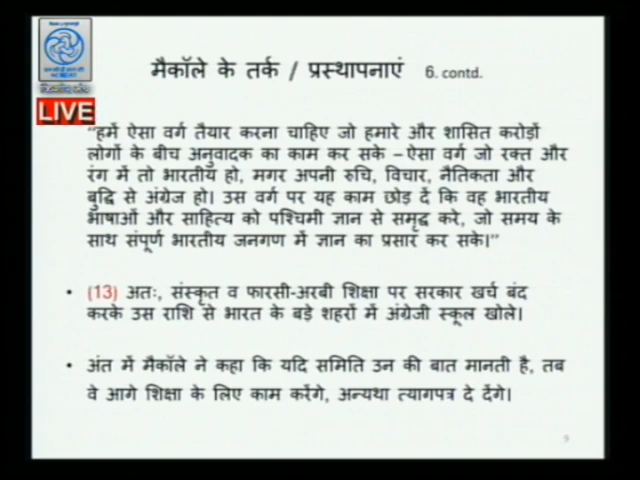 LIVE
मैकॉले के तर्क / प्रस्थापनाएं 6. contd.
“हमें ऐसा वर्ग तैयार करना चाहिए जो हमारे और शासित करोड़ों
लोगों के बीच अनुवादक का काम कर सके – ऐसा वर्ग जो रक्त और
रंग में तो भारतीय हो, मगर अपनी रुचि, विचार, नैतिकता और
बुद्धि से अंग्रेज हो। उस वर्ग पर यह काम छोड़ दें कि वह भारतीय
भाषाओं और साहित्य को पश्चिमी ज्ञान से समृद्ध करे, जो समय के
साथ संपूर्ण भारतीय जनगण में ज्ञान का प्रसार कर सके।”
• (13) अतः, संस्कृत व फारसी-अरबी शिक्षा पर सरकार खर्च बंद
करके उस राशि से भारत के बड़े शहरों में अंग्रेजी स्कूल खोले।
• अंत में मैकॉले ने कहा कि यदि समिति उन की बात मानती है, तब
वे आगे शिक्षा के लिए काम करेंगे, अन्यथा त्यागपत्र दे देंगे।
9